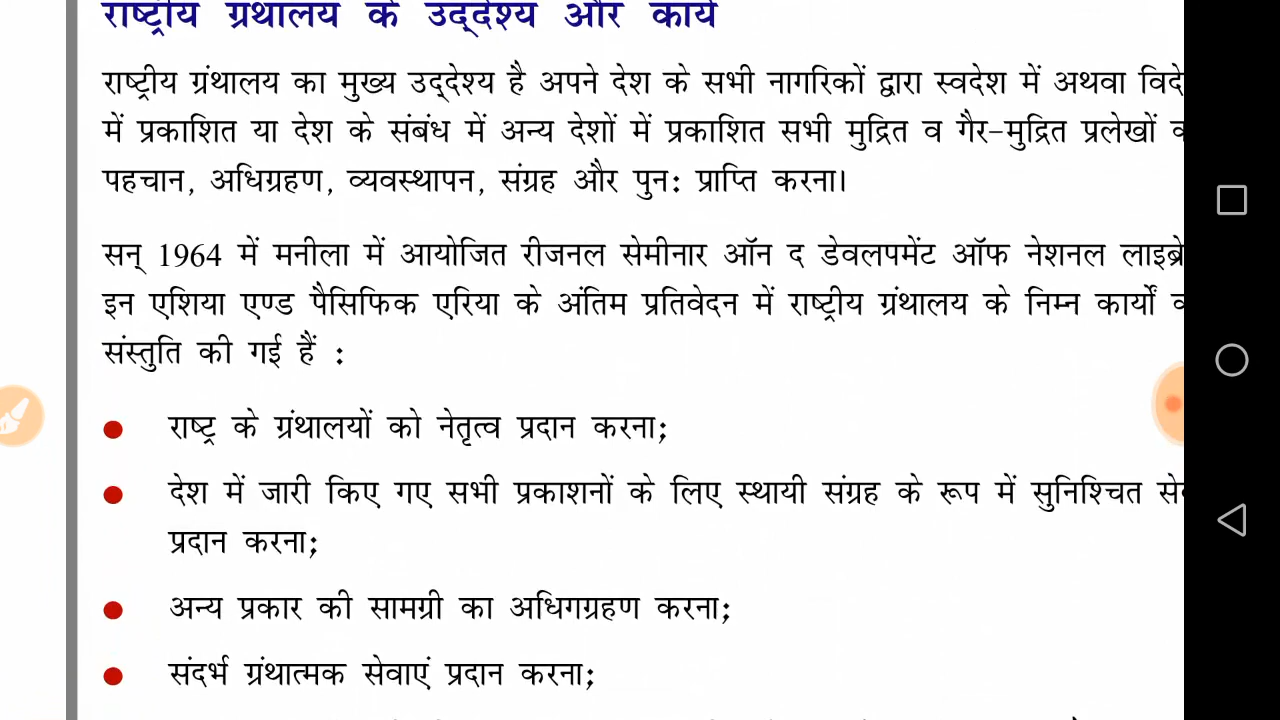 राष्ट्रीय ग्रंथालय के उद्देश्य और कार्य
राष्ट्रीय ग्रंथालय का मुख्य उद्देश्य है अपने देश के सभी नागरिकों द्वारा स्वदेश में अथवा
में प्रकाशित या देश के संबंध में अन्य देशों में प्रकाशित सभी मुद्रित व गैर-मुद्रित प्रलेखों
पहचान, अधिग्रहण, व्यवस्थापन, संग्रह और पुन: प्राप्ति करना।
सन् 1964 में मनीला में आयोजित रीजनल सेमीनार ऑन द डेवलपमेंट ऑफ नेशनल
इन एशिया एण्ड पैसिफिक एरिया के अंतिम प्रतिवेदन में राष्ट्रीय ग्रंथालय के निम्न कार्यों
संस्तुति की गई हैं :
राष्ट्र के ग्रंथालयों को नेतृत्व प्रदान करना;
देश में जारी किए गए सभी प्रकाशनों के लिए स्थायी संग्रह के रूप में सुनिश्चित
प्रदान करना;
अन्य प्रकार की सामग्री का अधिगग्रहण करना;
संदर्भ ग्रंथात्मक सेवाएं प्रदान करना;